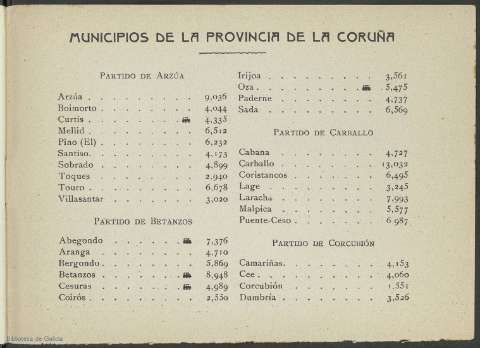 MUNICIPIOS DE LA PROVINCIA DE LA CORUÑA
PARTIDO DE ARZÚA
Arzúa . . . . . . . . . 9,036
Boimorto . . . . . . . . 4,044
Curtis . . . . . . . . 4,335
Mellid . . . . . . . . . 6,512
Pino (El) . . . . . . . . 6,232
Santiso. . . . . . . . . 4,173
Sobrado . . . . . . . . 4,899
Toques . . . . . . . . 2,940
Touro . . . . . . . . . 6,678
Villasantar . . . . . . . 3,020
PARTIDO DE BETANZOS
Abegondo . . . . . . 7,376
Aranga . . . . . . . . 4,710
Bergondo . . . . . . . . 5,869
Betanzos . . . . . . 8,948
Cesuras . . . . . . 4,989
Coirós . . . . . . . . . 2,550
Irijoa . . . . . . . . . 3,561
Oza . . . . . . . . 5,475
Paderne . . . . . . . . 4,737
Sada . . . . . . . . . 6,569
PARTIDO DE CARBALLO
Cabana . . . . . . . . 4,727
Carballo . . . . . . . . 13,032
Coristancos . . . . . . . 6,495
Lage . . . . . . . . . 3,245
Laracha . . . . . . . . 7,993
Malpica . . . . . . . . 5,577
Puente-Ceso . . . . . . . 6 987
PARTIDO DE CORCUBIÓN
Camariñas. . . . . . . . 4,153
Cee . . . . . . . . . . 4,060
Corcubión . . . . . . . 1,551
Dumbría . . . . . . . . 3,526
Biblioteca de Galicia